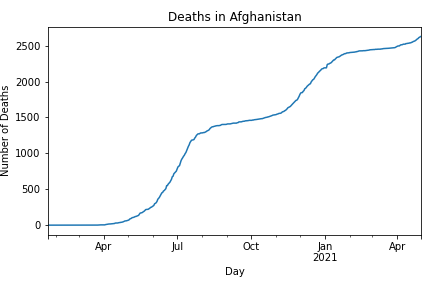 Deaths in Afghanistan
Number of Deaths
2500
2000
1500
1000
500
0
Apr
Jul
Oct
Jan
2021
Apr
Day